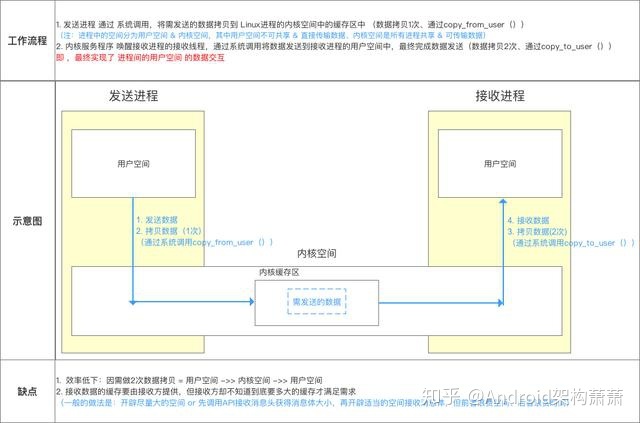 工作流程
1. 发送进程 通过 系统调用，将需发送的数据拷贝到 Linux进程的内核空间中的缓存区中 （数据拷贝1次、通过copy_from_user（））
（注：进程中的空间分为用户空间 & 内核空间，其中用户空间不可共享 & 直接传输数据、内核空间是所有进程共享 & 可传输数据）
2. 内核服务程序 唤醒接收进程的接收线程，通过系统调用将数据发送到接收进程的用户空间中，最终完成数据发送（数据拷贝2次、通过copy_to_user（））
即 ，最终实现了 进程间的用户空间 的数据交互
示意图
发送进程
接收进程
用户空间
用户空间
1. 发送数据
2. 拷贝数据（1次）
（通过系统调用copy_from_user（））
4. 接收数据
3. 拷贝数据(2次）
（通过系统调用copy_to_user（））
内核空间
内核缓存区
需发送的数据
缺点
1. 效率低下：因需做2次数据拷贝 = 用户空间 —>> 内核空间 —>> 用户空间
2. 接收数据的缓存要由接收方提供，但接收方却不知道到底要多大的缓存才满足需求
（一般的做法是：开辟尽量大的空间 or 先调用API接收消息头获得消息体大小，再开辟适当的空间接收消息体，但前者浪费空间、后者浪费时间）
知乎 @Android架构萧萧